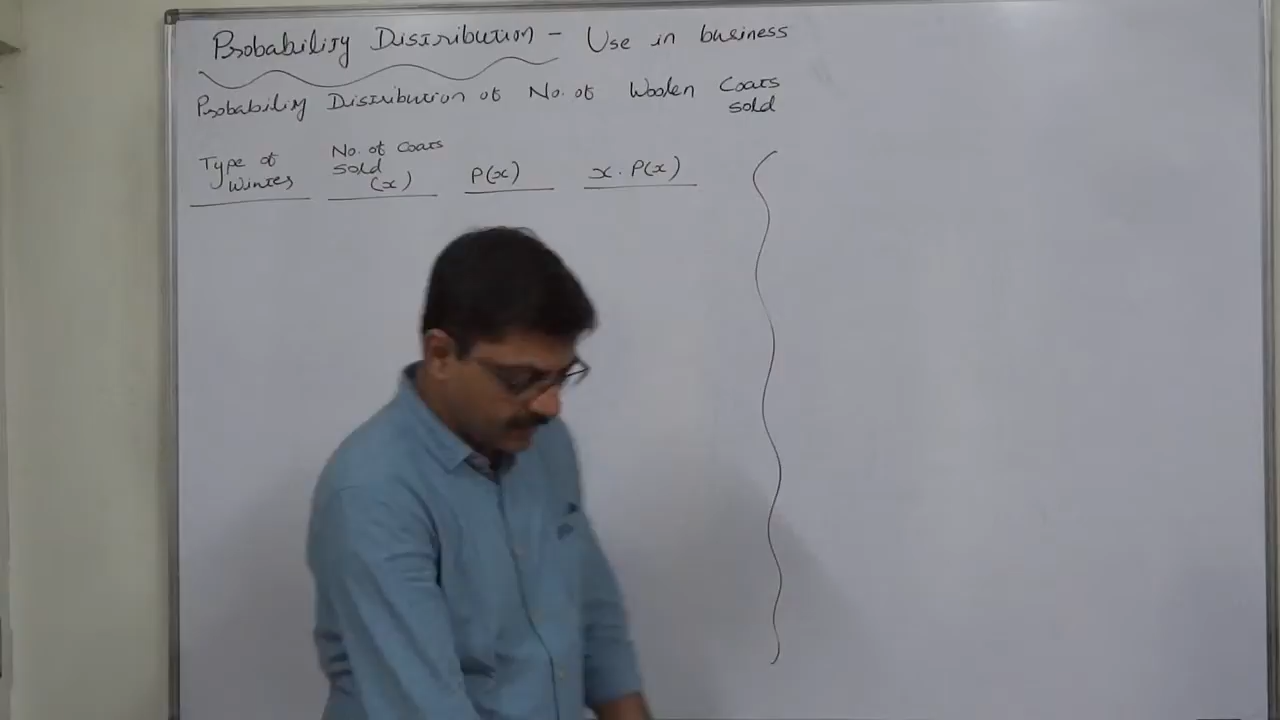 Probability Distribution - Use in business
Probability Distribution of No. of Woolen Coats
sold
Type of
Winter
No. of Coats
sold
(x)
P(x)
x. P(x)